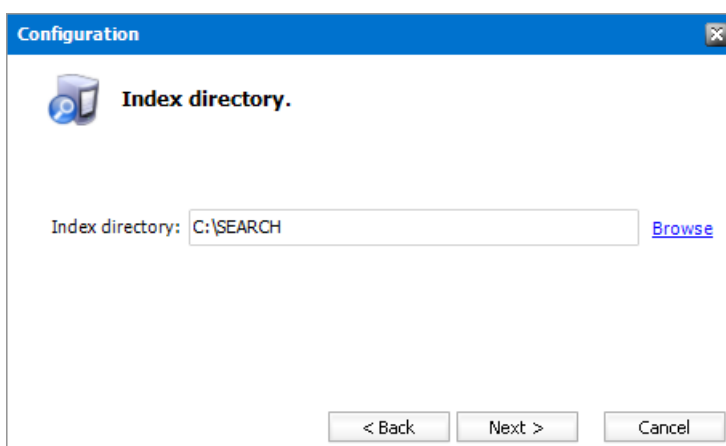 Configuration
Index directory.
Index directory: C:\SEARCH Browse
< Back Next > Cancel